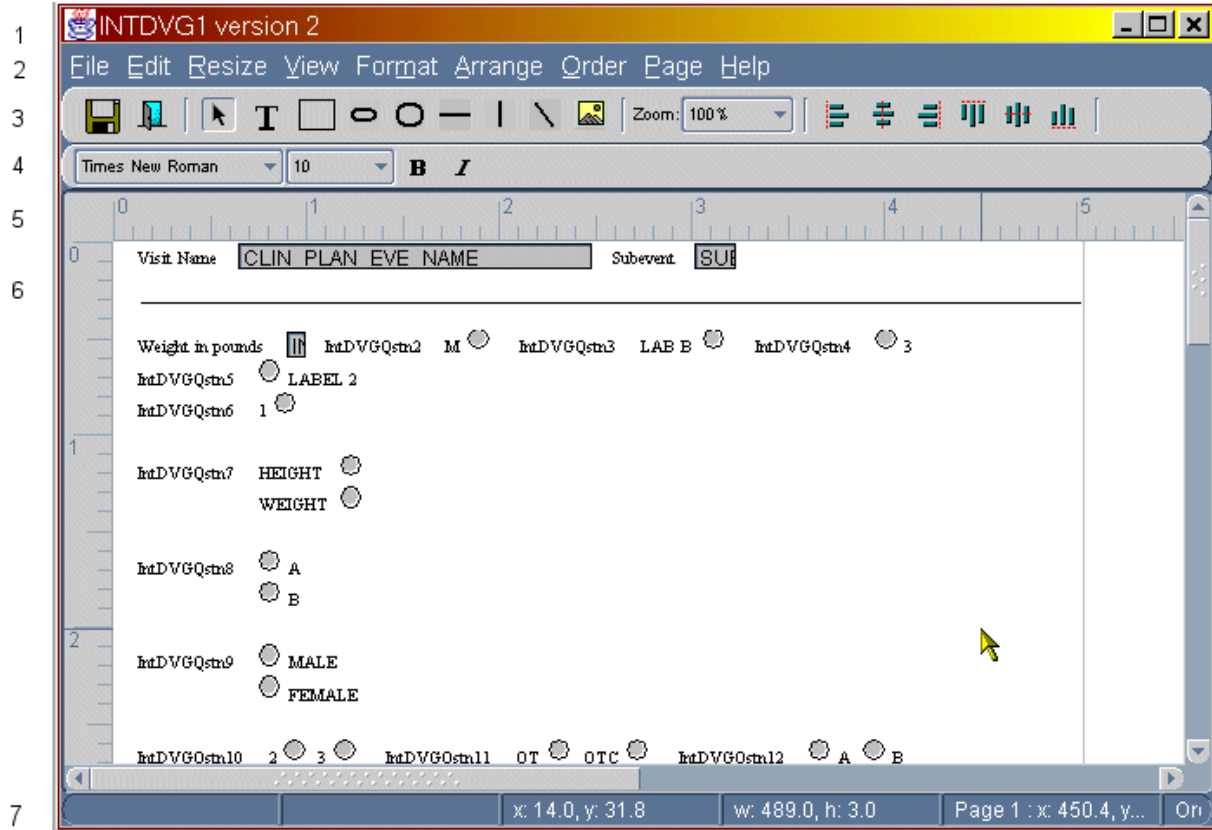 1 INTDVG1 version 2
2 File Edit Resize View Format Arrange Order Page Help
3 T Zoom: 100%
4 Times New Roman 10 B I
5 0 1 2 3 4 5
0 Visit Name CLIN_PLAN_EVE_NAME Subevent SUB
6
Weight in pounds IN IntDVGQstn2 M IntDVGQstn3 LAB B IntDVGQstn4 3
IntDVGQstn5 LABEL 2
IntDVGQstn6 1
1
IntDVGQstn7 HEIGHT
WEIGHT
IntDVGQstn8 A
B
2
IntDVGQstn9 MALE
FEMALE
IntDVGQstn10 2 3 IntDVGQstn11 OT OTC IntDVGQstn12 A B
7 x: 14.0, y: 31.8 w: 489.0, h: 3.0 Page 1 : x: 450.4, y... On